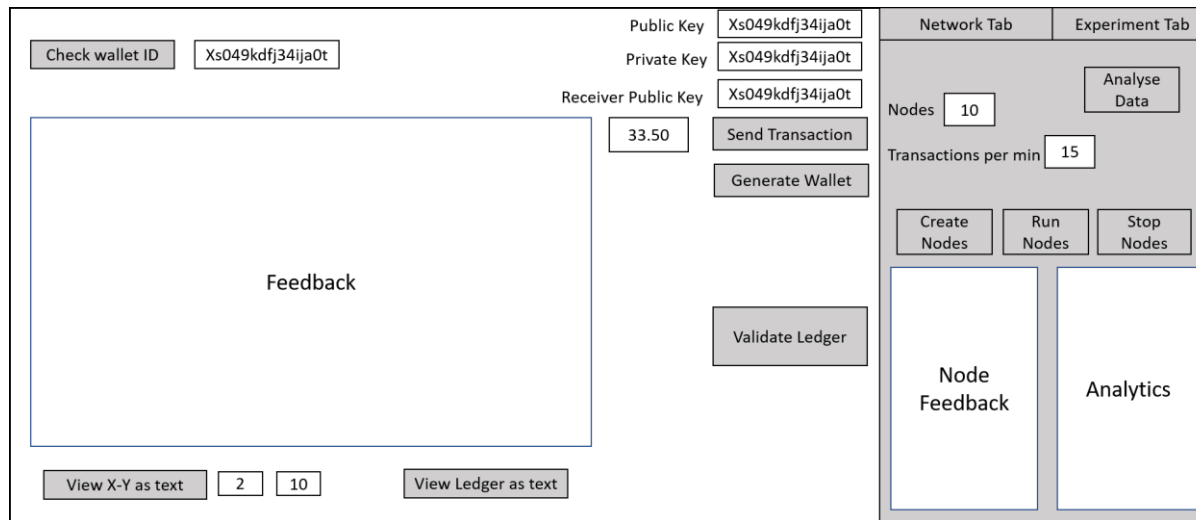 Public Key Xs049kdfj34ija0t
Network Tab Experiment Tab
Check wallet ID Xs049kdfj34ija0t
Private Key Xs049kdfj34ija0t
Receiver Public Key Xs049kdfj34ija0t
Analyse
Data
Nodes 10
33.50 Send Transaction
Transactions per min 15
Generate Wallet
Create
Nodes
Run
Nodes
Stop
Nodes
Feedback
Validate Ledger
Node
Feedback
Analytics
View X-Y as text 2 10
View Ledger as text